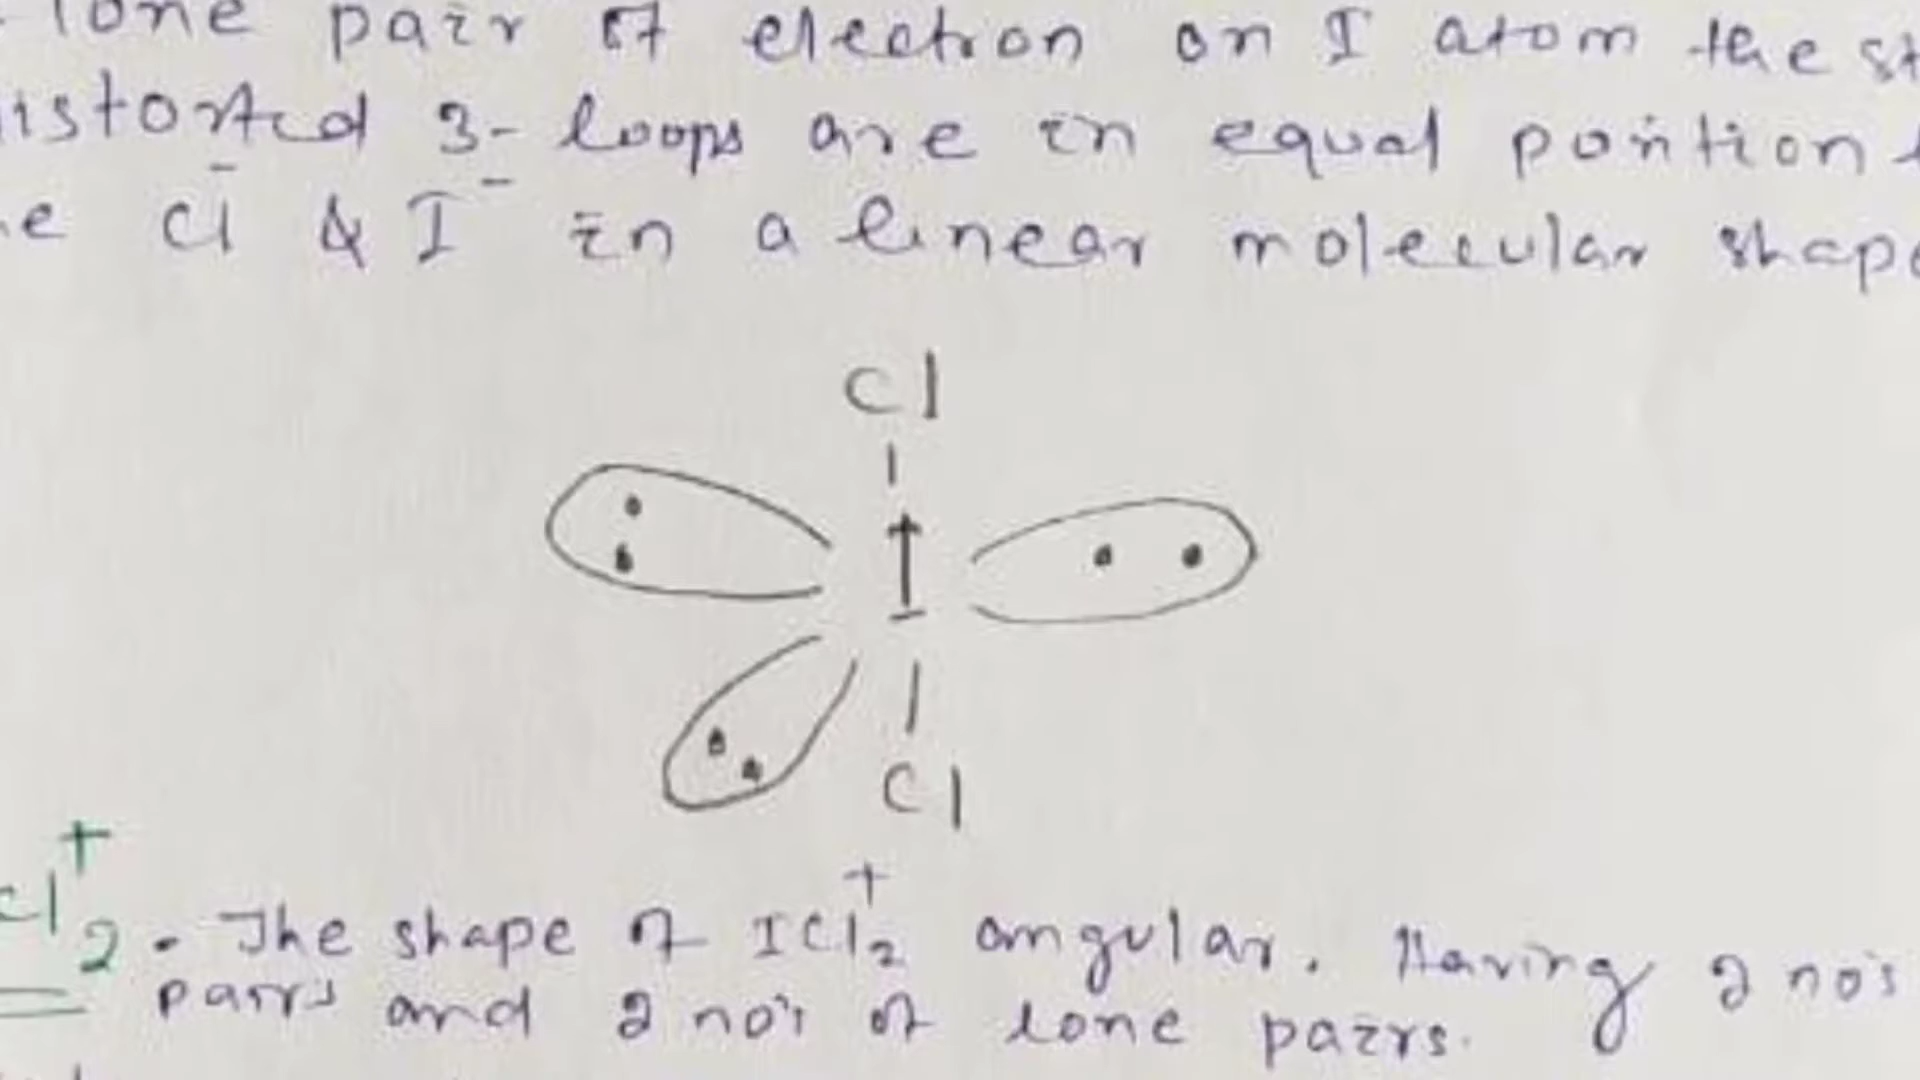 lone pair of electron on I atom the st
istorted 3- loops are in equal position
e Cl⁻ & I⁻ in a linear molecular shape
Cl
I
Cl
Cl₂⁺ - The shape of ICl₂⁺ angular. Having 2 no's
pairs and 2 no's of lone pairs.